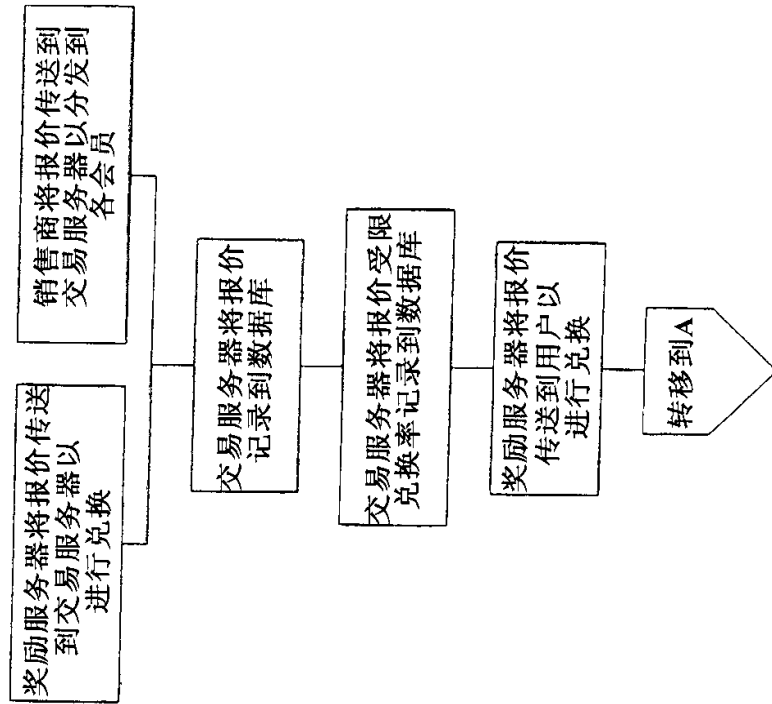 奖励服务器将报价传送
到交易服务器以
进行兑换
销售商将报价传送到
交易服务器以分发到
各会员
交易服务器将报价
记录到数据库
交易服务器将报价受限
兑换率记录到数据库
奖励服务器将报价
传送到用户以
进行兑换
转移到A